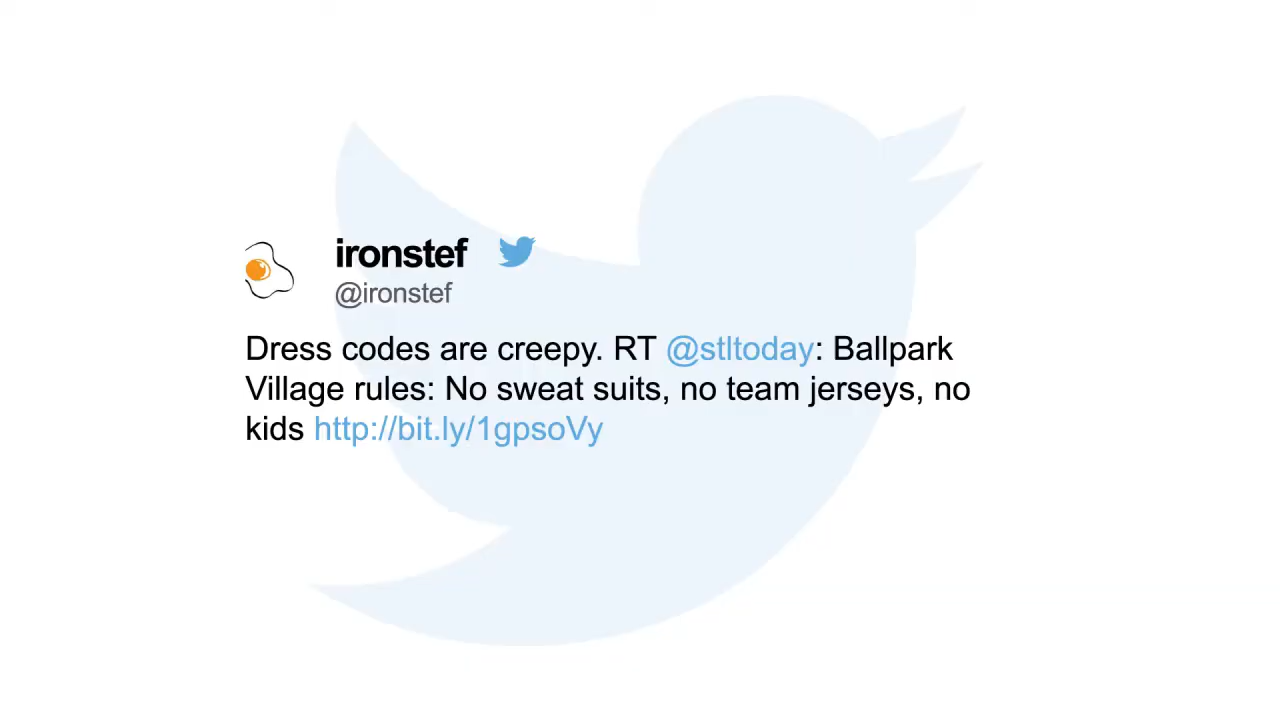 ironstef
@ironstef
Dress codes are creepy. RT @stltoday: Ballpark
Village rules: No sweat suits, no team jerseys, no
kids http://bit.ly/1gpsoVy